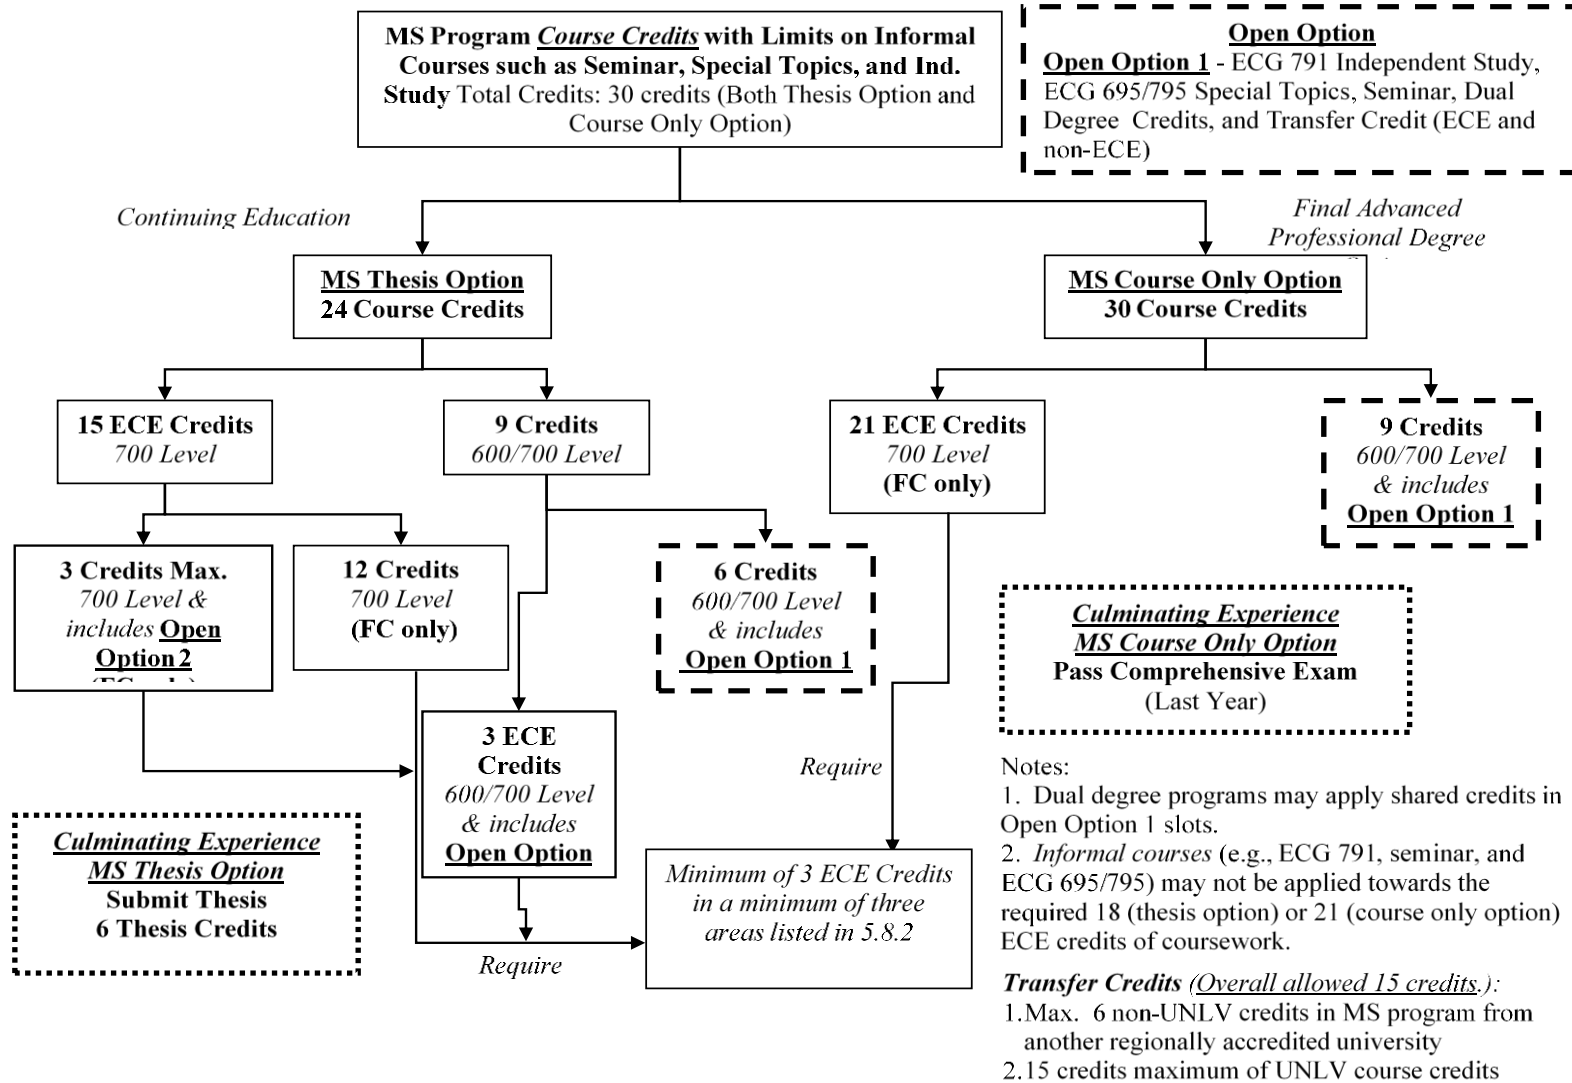 MS Program Course Credits with Limits on Informal
Courses such as Seminar, Special Topics, and Ind.
Study Total Credits: 30 credits (Both Thesis Option and
Course Only Option)
Open Option
Open Option 1 - ECG 791 Independent Study,
ECG 695/795 Special Topics, Seminar, Dual
Degree Credits, and Transfer Credit (ECE and
non-ECE)
Continuing Education
Final Advanced
Professional Degree
MS Thesis Option
24 Course Credits
MS Course Only Option
30 Course Credits
15 ECE Credits
700 Level
9 Credits
600/700 Level
21 ECE Credits
700 Level
(FC only)
9 Credits
600/700 Level
& includes
Open Option 1
3 Credits Max.
700 Level &
includes Open
Option 2
12 Credits
700 Level
(FC only)
6 Credits
600/700 Level
& includes
Open Option 1
Culminating Experience
MS Course Only Option
Pass Comprehensive Exam
(Last Year)
3 ECE
Credits
600/700 Level
& includes
Open Option
Require
Culminating Experience
MS Thesis Option
Submit Thesis
6 Thesis Credits
Require
Minimum of 3 ECE Credits
in a minimum of three
areas listed in 5.8.2
Notes:
1. Dual degree programs may apply shared credits in
Open Option 1 slots.
2. Informal courses (e.g., ECG 791, seminar, and
ECG 695/795) may not be applied towards the
required 18 (thesis option) or 21 (course only option)
ECE credits of coursework.
Transfer Credits (Overall allowed 15 credits.):
1.Max. 6 non-UNLV credits in MS program from
another regionally accredited university
2.15 credits maximum of UNLV course credits